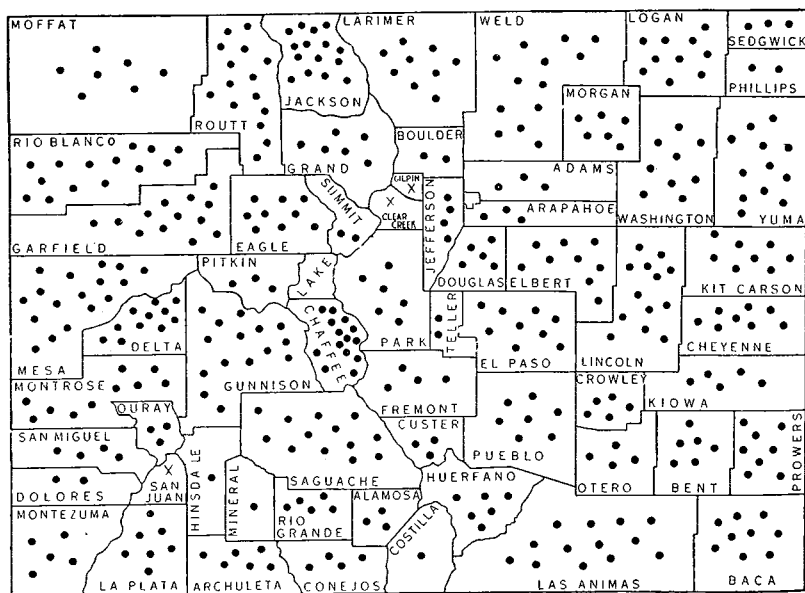 MOFFAT
LARIMER
WELD
LOGAN
SEDGWICK
PHILLIPS
JACKSON
ROUTT
MORGAN
RIO BLANCO
BOULDER
GRAND
GILPIN
X
ADAMS
SUMMIT
X
CLEAR
CREEK
JEFFERSON
ARAPAHOE
WASHINGTON
YUMA
GARFIELD
EAGLE
PITKIN
LAKE
DOUGLAS
ELBERT
KIT CARSON
CHAFFEE
PARK
TELLER
DELTA
MESA
GUNNISON
EL PASO
LINCOLN
CHEYENNE
MONTROSE
CROWLEY
KIOWA
OURAY
FREMONT
CUSTER
SAN MIGUEL
PUEBLO
PROWERS
X
SAN
JUAN
HINSDALE
MINERAL
SAGUACHE
HUERFANO
OTERO
BENT
DOLORES
MONTEZUMA
RIO
GRANDE
ALAMOSA
COSTILLA
LA PLATA
ARCHULETA
CONEJOS
LAS ANIMAS
BACA